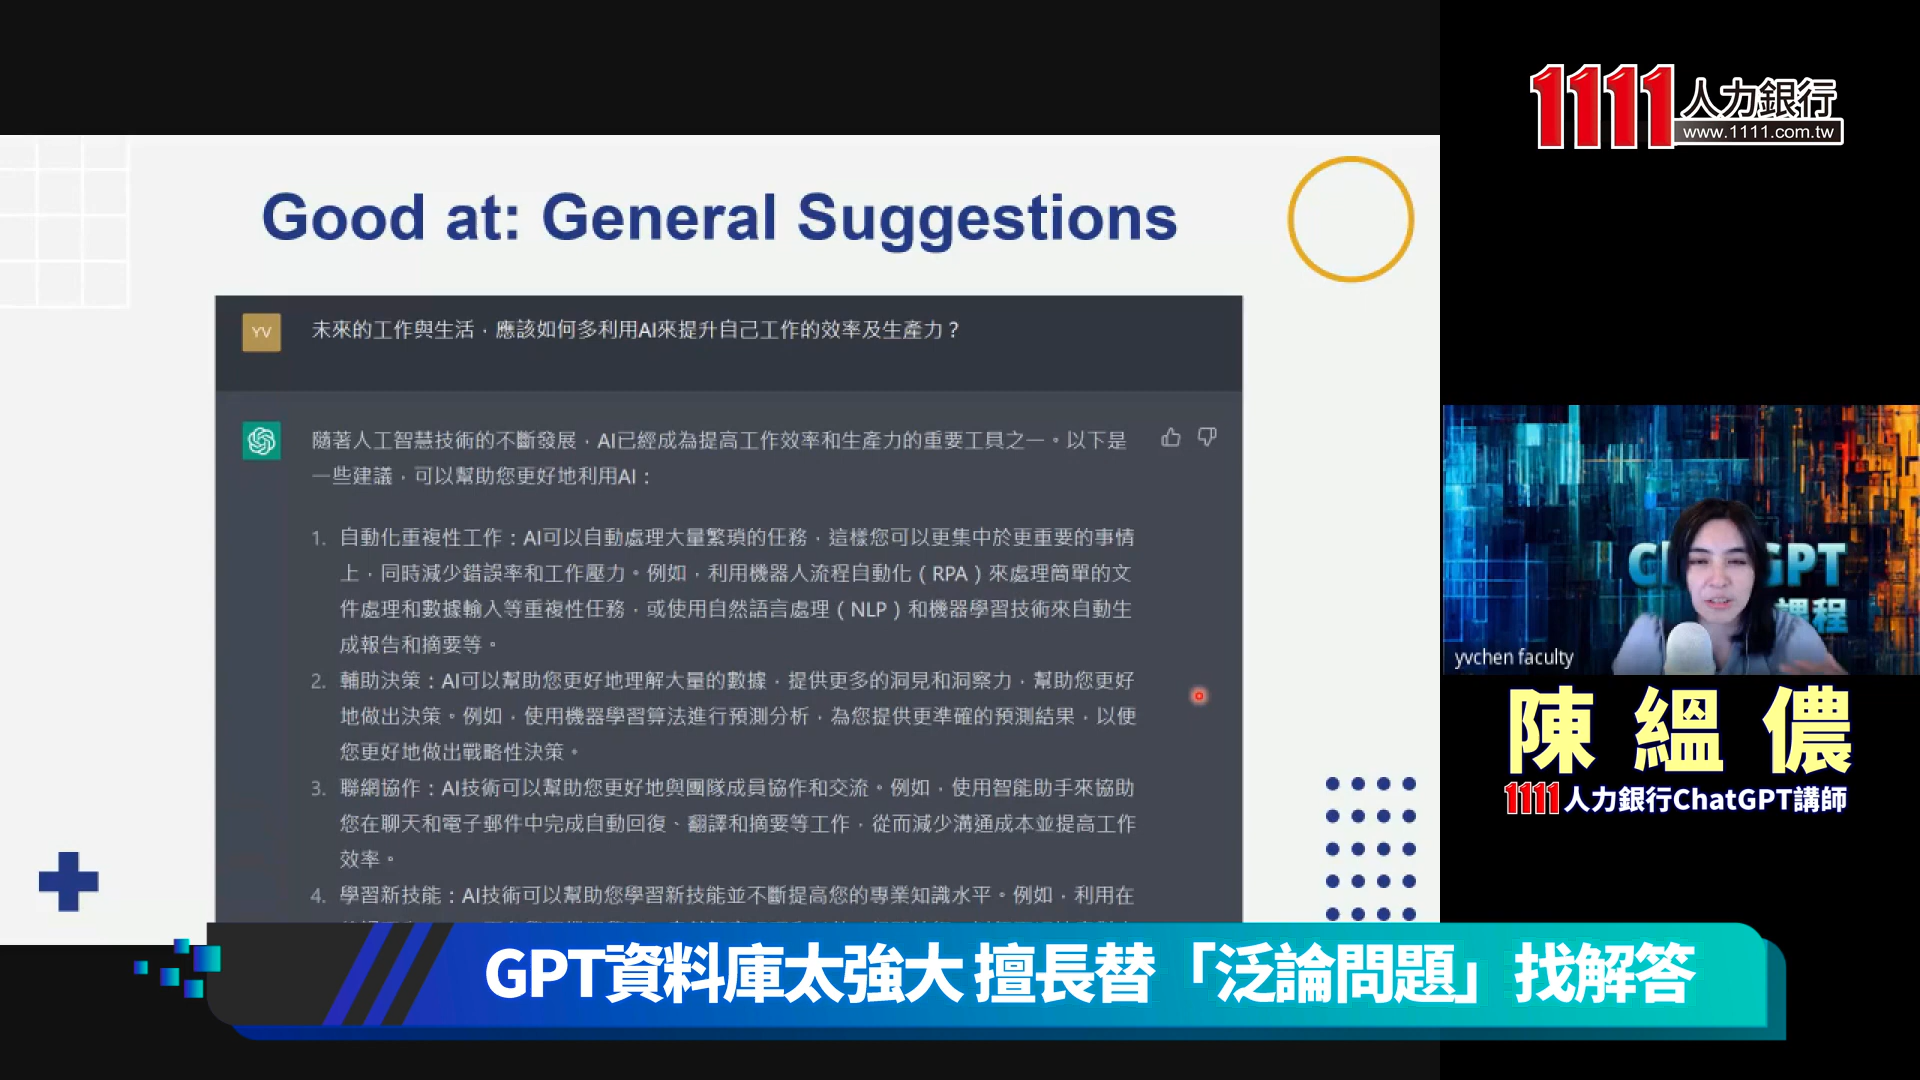 1111人力銀行
www.1111.com.tw
Good at: General Suggestions
YV
未來的工作與生活，應該如何多利用AI來提升自己工作的效率及生產力？
隨著人工智慧技術的不斷發展，AI已經成為提高工作效率和生產力的重要工具之一。以下是
一些建議，可以幫助您更好地利用AI：
1. 自動化重複性工作：AI可以自動處理大量繁瑣的任務，這樣您可以更集中於更重要的事情
上，同時減少錯誤率和工作壓力。例如，利用機器人流程自動化（RPA）來處理簡單的文
件處理和數據輸入等重複性任務，或使用自然語言處理（NLP）和機器學習技術來自動生
成報告和摘要等。
2. 輔助決策：AI可以幫助您更好地理解大量的數據，提供更多的洞見和洞察力，幫助您更好
地做出決策。例如，使用機器學習算法進行預測分析，為您提供更準確的預測結果，以便
您更好地做出戰略性決策。
3. 聯網協作：AI技術可以幫助您更好地與團隊成員協作和交流。例如，使用智能助手來協助
您在聊天和電子郵件中完成自動回復、翻譯和摘要等工作，從而減少溝通成本並提高工作
效率。
4. 學習新技能：AI技術可以幫助您學習新技能並不斷提高您的專業知識水平。例如，利用在
ChatGPT
課程
yvchen faculty
陳縕儂
1111人力銀行ChatGPT講師
GPT資料庫太強大 擅長替「泛論問題」找解答